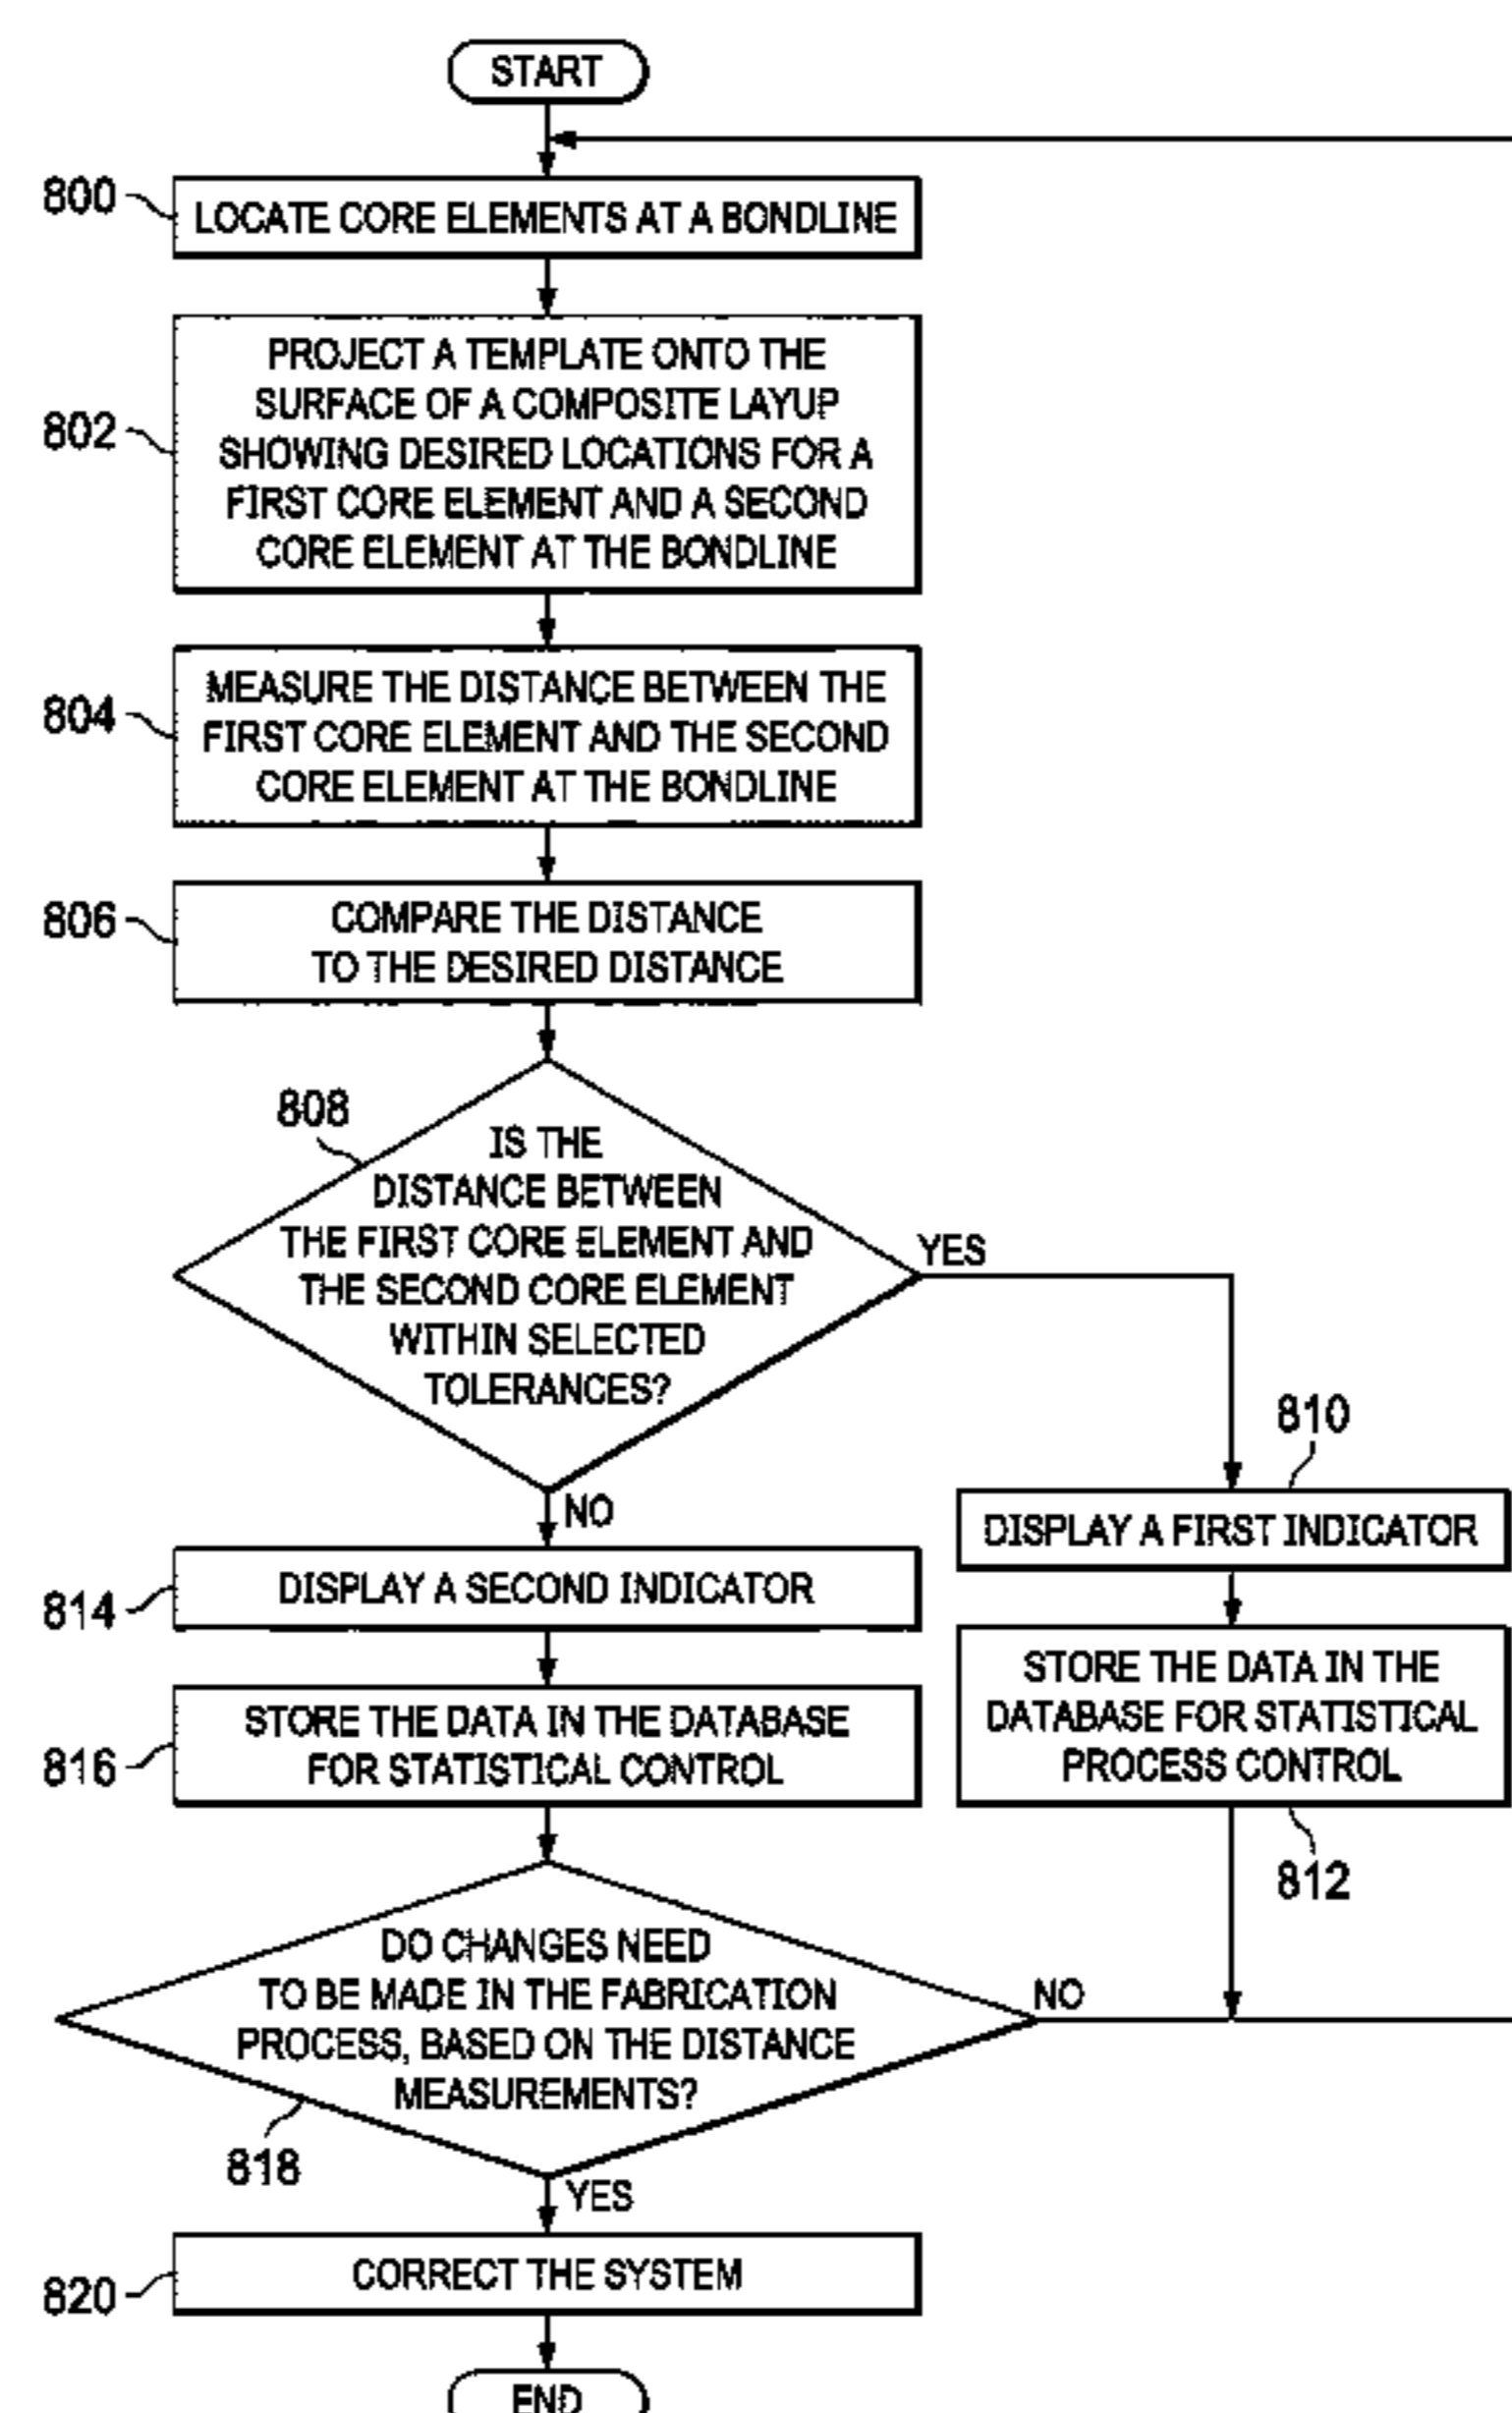 START
800
LOCATE CORE ELEMENTS AT A BONDLINE
802
PROJECT A TEMPLATE ONTO THE
SURFACE OF A COMPOSITE LAYUP
SHOWING DESIRED LOCATIONS FOR A
FIRST CORE ELEMENT AND A SECOND
CORE ELEMENT AT THE BONDLINE
804
MEASURE THE DISTANCE BETWEEN THE
FIRST CORE ELEMENT AND THE SECOND
CORE ELEMENT AT THE BONDLINE
806
COMPARE THE DISTANCE
TO THE DESIRED DISTANCE
808
IS THE
DISTANCE BETWEEN
THE FIRST CORE ELEMENT AND
THE SECOND CORE ELEMENT
WITHIN SELECTED
TOLERANCES?
YES
NO
810
DISPLAY A FIRST INDICATOR
STORE THE DATA IN THE
DATABASE FOR STATISTICAL
PROCESS CONTROL
812
814
DISPLAY A SECOND INDICATOR
816
STORE THE DATA IN THE DATABASE
FOR STATISTICAL CONTROL
DO CHANGES NEED
TO BE MADE IN THE FABRICATION
PROCESS, BASED ON THE DISTANCE
MEASUREMENTS?
NO
818
YES
820
CORRECT THE SYSTEM
END